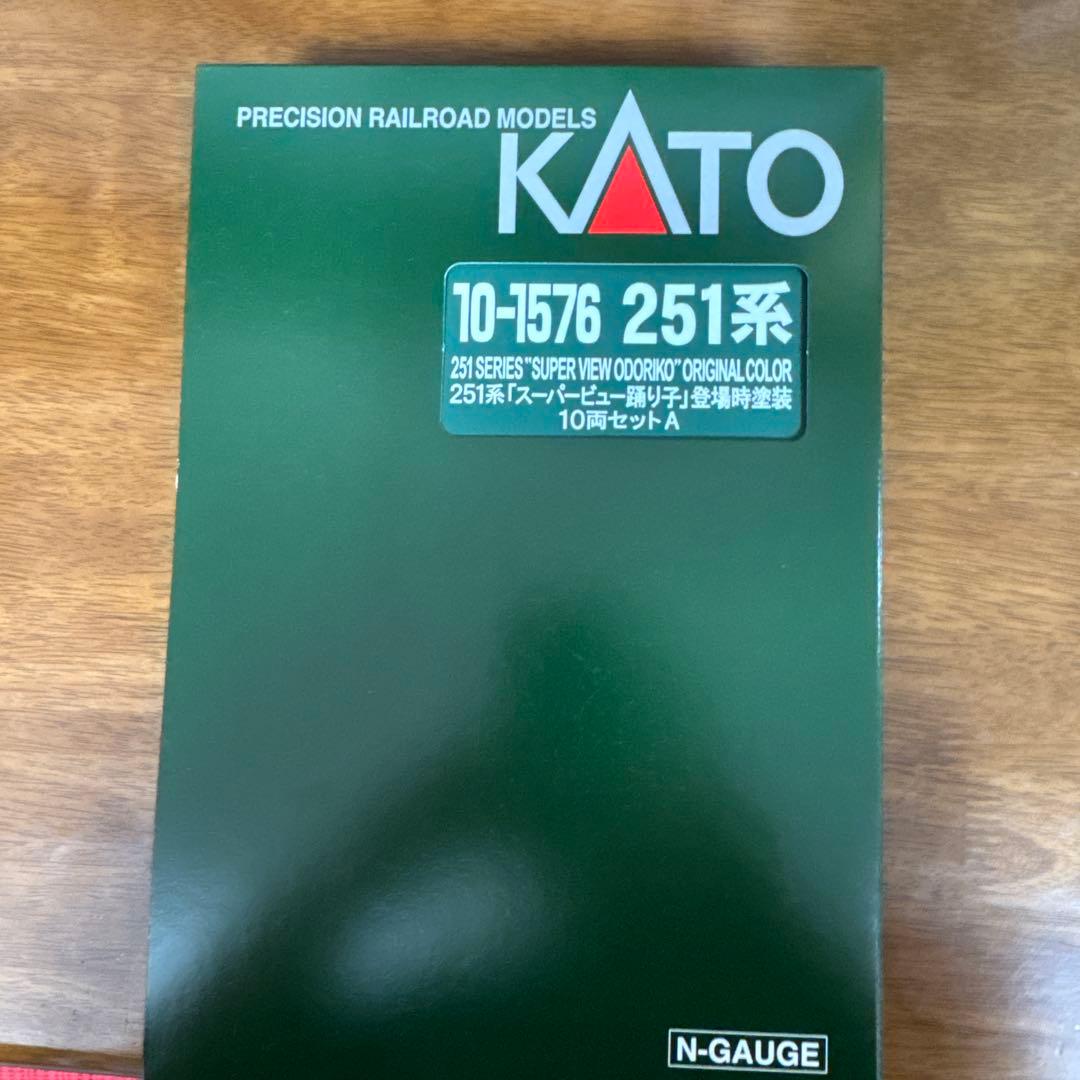 PRECISION RAILROAD MODELS
KATO
10-1576 251系
251 SERIES "SUPER VIEW ODORIKO" ORIGINAL COLOR
251系「スーパービュー踊り子」登場時塗装
10両セットA
N-GAUGE